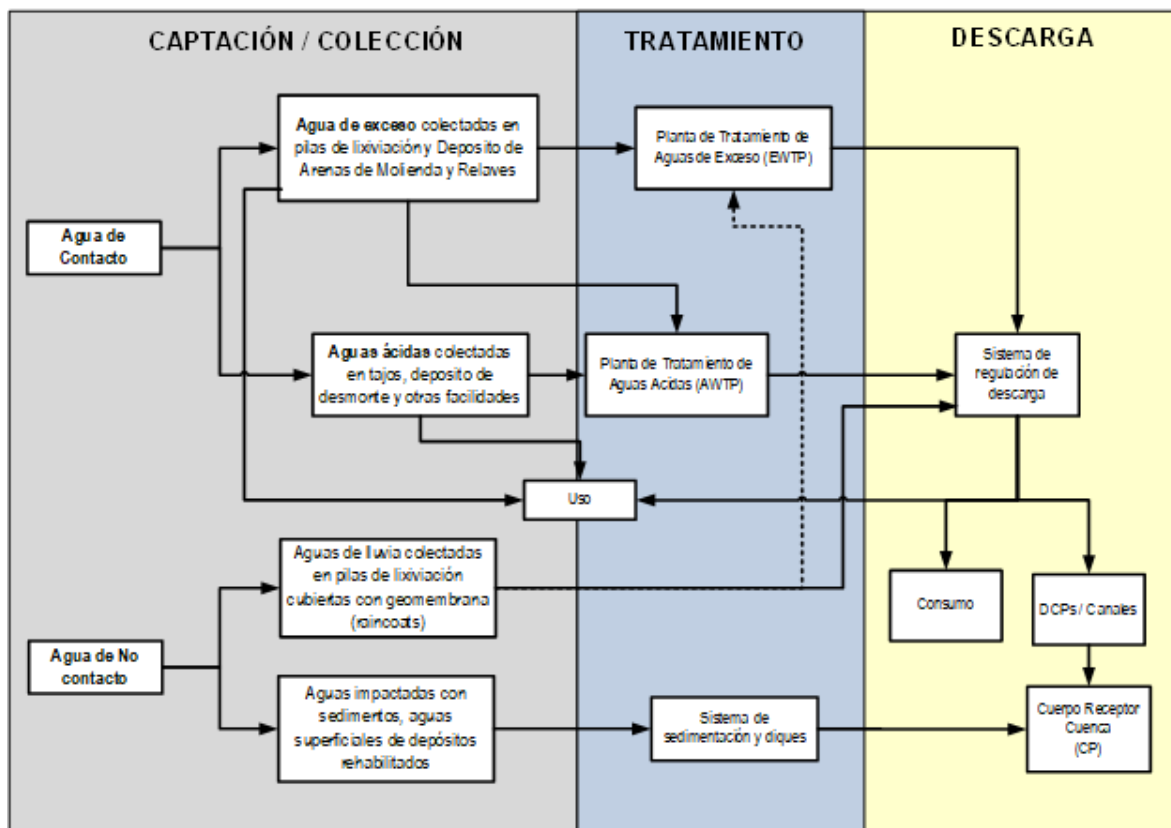 CAPTACIÓN / COLECCIÓN
TRATAMIENTO
DESCARGA
Agua de exceso colectadas en
pilas de lixiviación y Deposito de
Arenas de Molienda y Relaves
Planta de Tratamiento de
Aguas de Exceso (EWTP)
Agua de
Contacto
Aguas ácidas colectadas
en tajos, deposito de
desmonte y otras facilidades
Planta de Tratamiento de
Aguas Acidas (AWTP)
Sistema de
regulación de
descarga
Uso
Aguas de lluvia colectadas
en pilas de lixiviación
cubiertas con geomembrana
(raincoats)
Consumo
DCPs / Canales
Agua de No
contacto
Aguas impactadas con
sedimentos, aguas
superficiales de depósitos
rehabilitados
Sistema de
sedimentación y diques
Cuerpo Receptor
Cuenca
(CP)